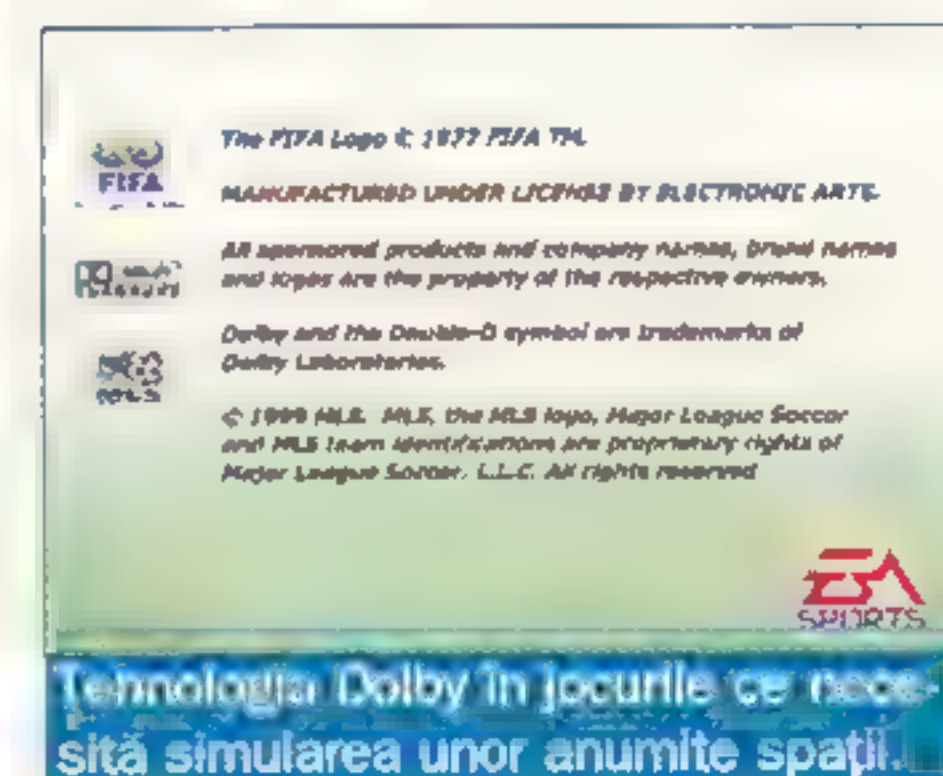 The FIFA Logo © 1977 FIFA TM.
FIFA
MANUFACTURED UNDER LICENSE BY ELECTRONIC ARTS.
All sponsored products and company names, brand names
and logos are the property of the respective owners.
Dolby and the Double-D symbol are trademarks of
Dolby Laboratories.
© 1999 MLS. MLS, the MLS logo, Major League Soccer
and MLS team identifications are proprietary rights of
Major League Soccer, L.L.C. All rights reserved
EA
SPORTS
Tehnologia Dolby în jocurile ce nece-
sită simularea unor anumite spații.